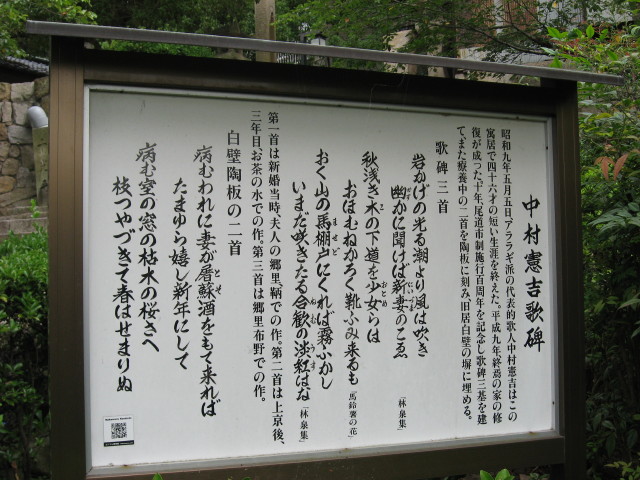 中村憲吉歌碑
昭和九年五月五日、アララギ派の代表的歌人中村憲吉はこの
寓居で四十六才の短い生涯を終えた。平成九年終焉の家の修
復が成った十年、尾道市制施行百周年を記念し歌碑三基を建
て、また療養中の二首を陶板に刻み、旧居白壁の塀に埋める。
歌碑三首
岩かげの光る潮より風は吹き
幽かに聞けば新妻のこゑ
「林泉集」
秋浅き木の下道を少女らは
おほむねかろく靴ふみ来るも
「馬鈴薯の花」
おく山の馬棚戸にくれば霧ふかし
いまだ咲きたる合歓の淡紅はな
「林泉集」
第一首は新婚当時、夫人の郷里、鞆での作。第二首は上京後、
三年目、お茶の水での作。第三首は郷里布野での作。
白壁陶板の二首
病むわれに妻が屠蘇酒をもて来れば
たまゆら嬉し新年にして
病む室の窓の枯木の桜さへ
枝つやづきて春はせまりぬ